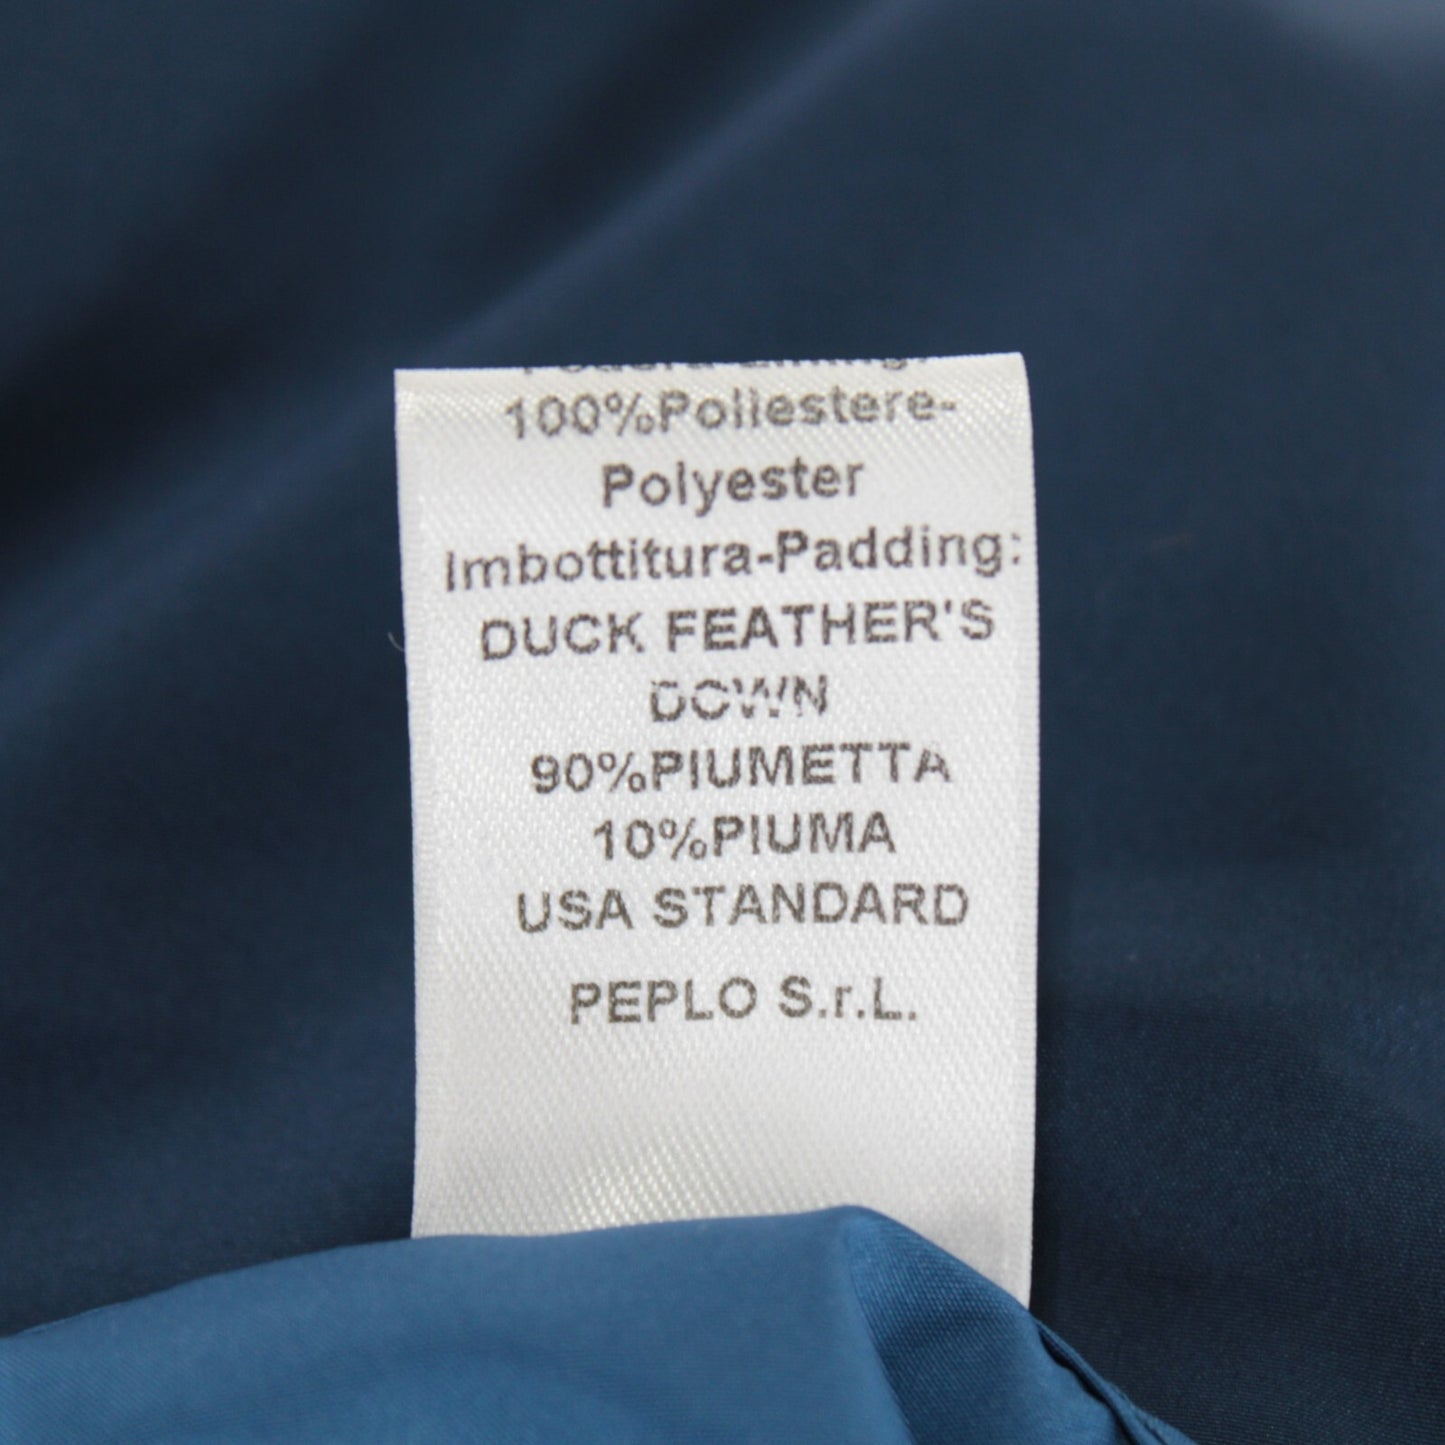 100%Poliestere-
Polyester
Imbottitura-Padding:
DUCK FEATHER'S
DOWN
90%PIUMETTA
10%PIUMA
USA STANDARD
PEPLO S.r.L.